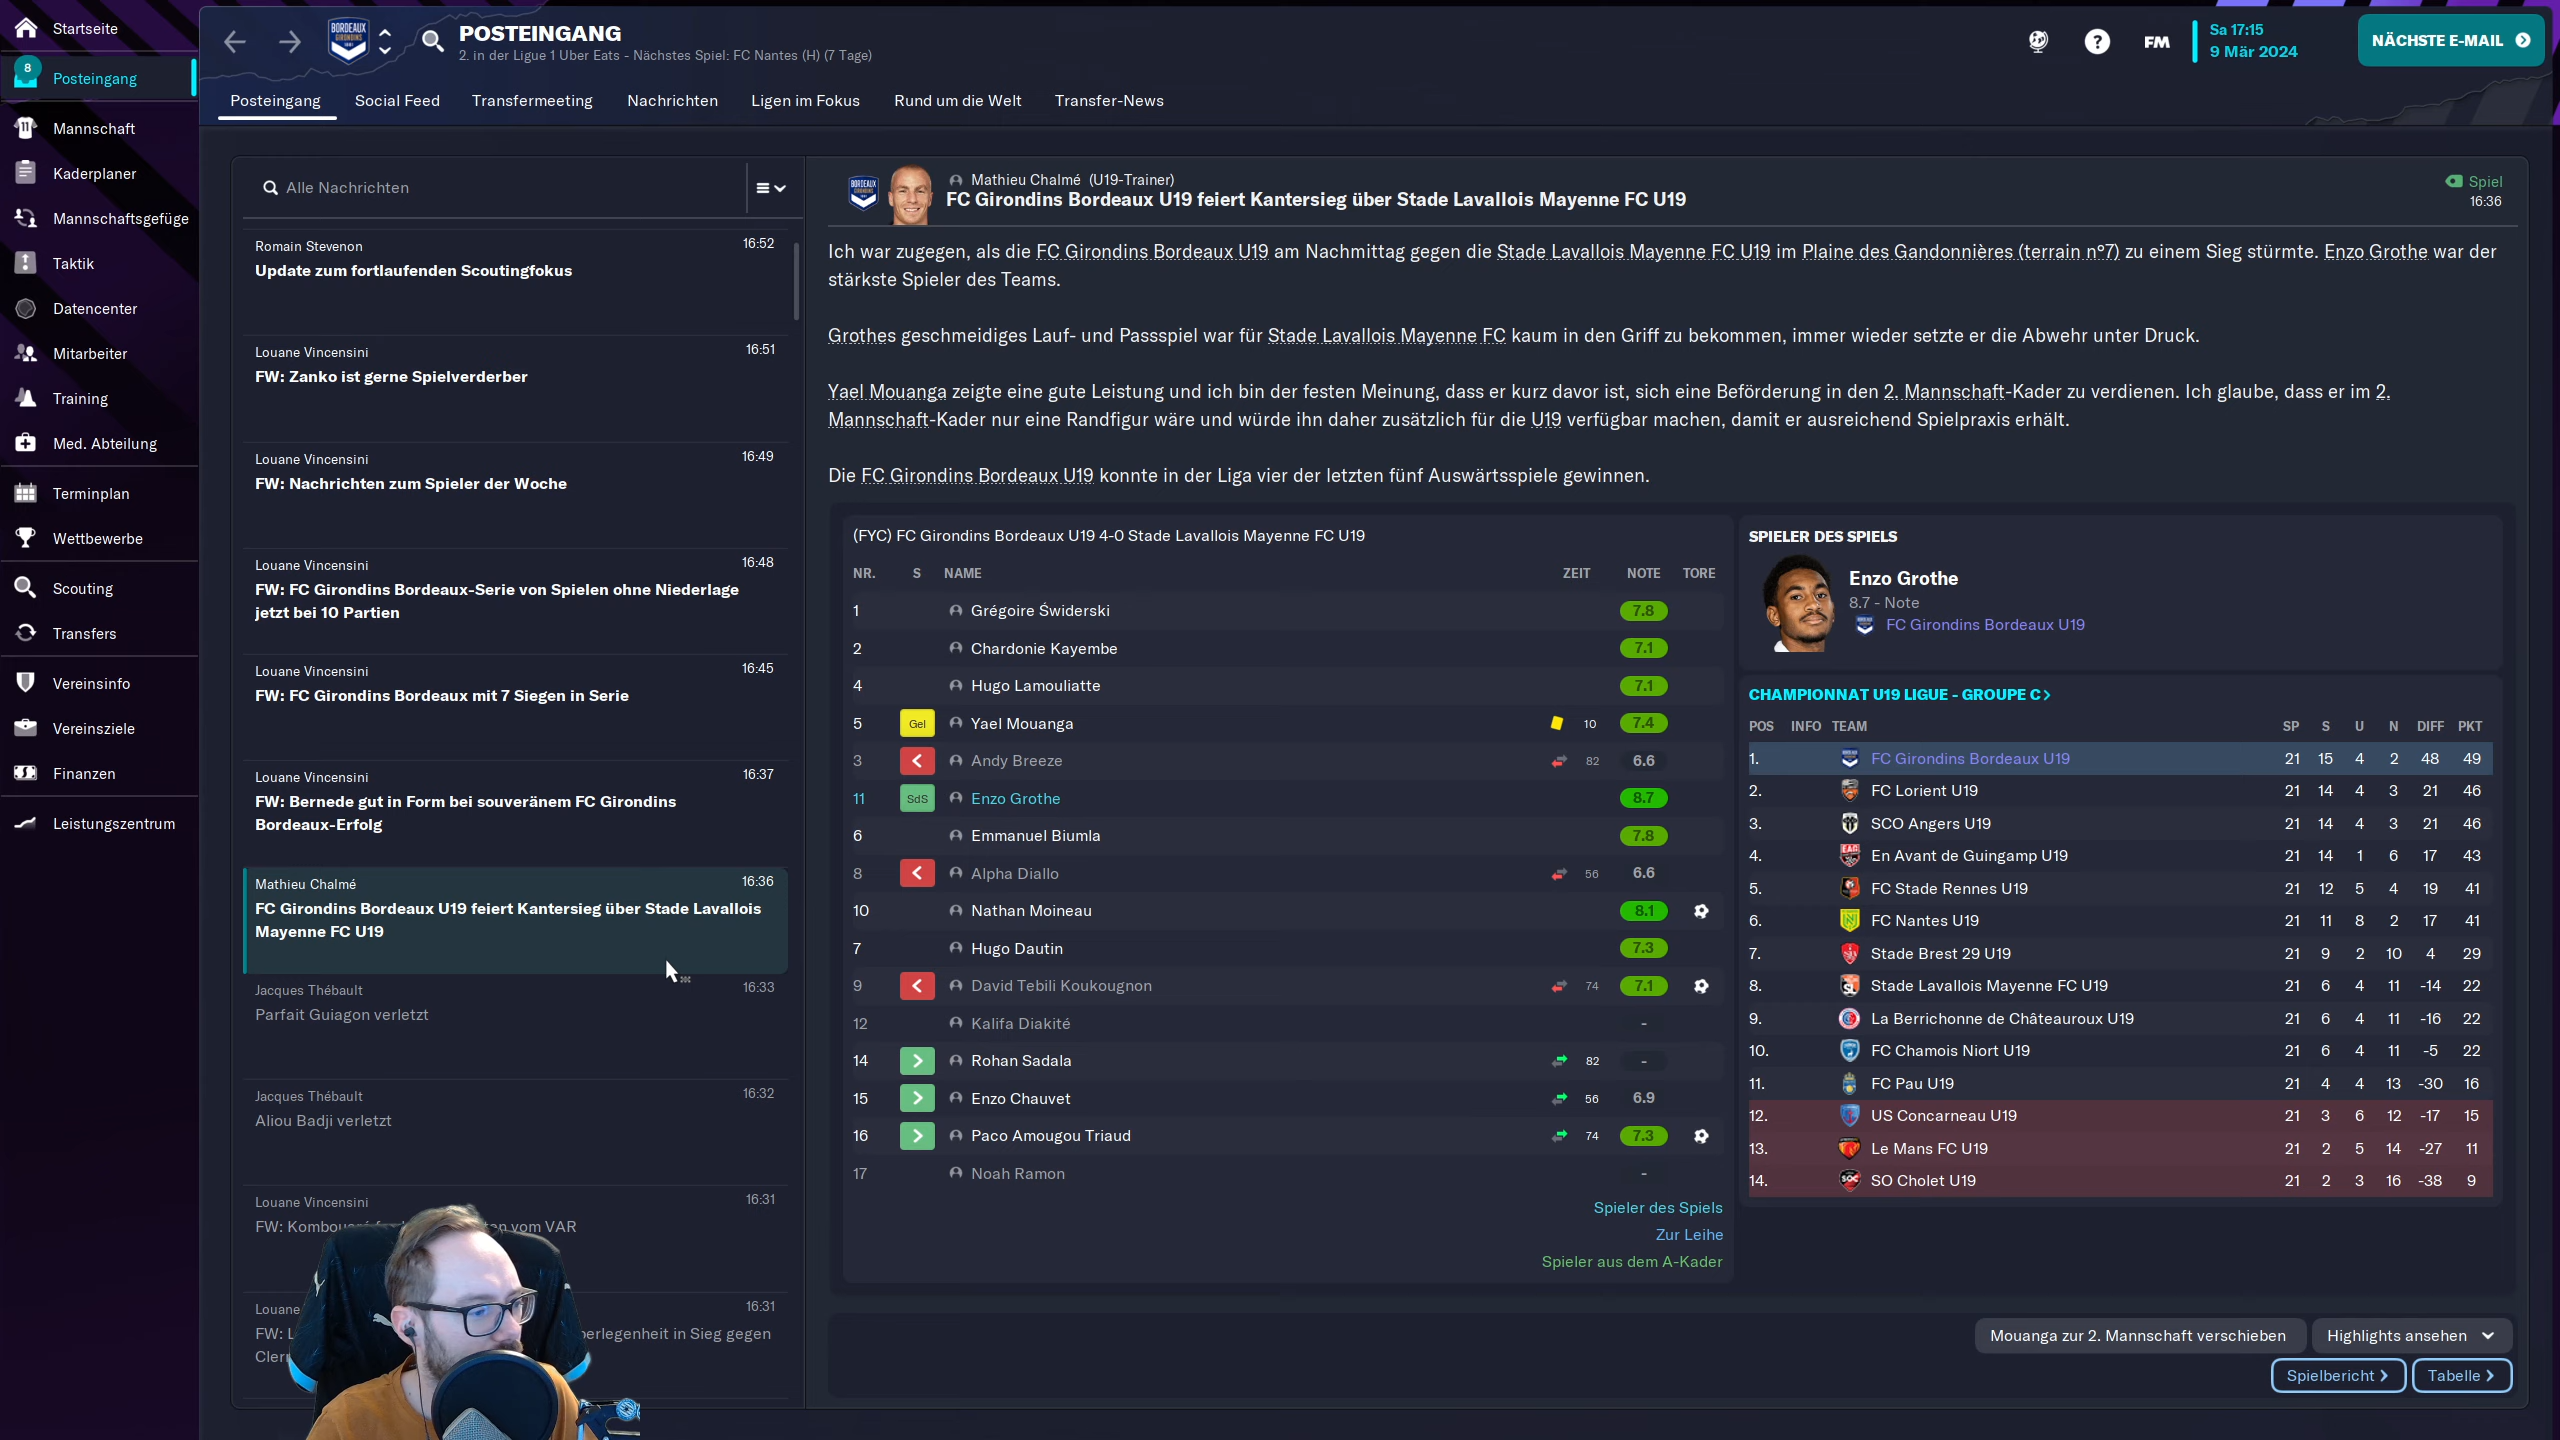 Startseite
8
Posteingang
Mannschaft
Kaderplaner
Mannschaftsgefüge
Taktik
Datencenter
Mitarbeiter
Training
Med. Abteilung
Terminplan
Wettbewerbe
Scouting
Transfers
Vereinsinfo
Vereinsziele
Finanzen
Leistungszentrum
BORDEAUX
GIRONDINS
POSTEINGANG
2. in der Ligue 1 Uber Eats - Nächstes Spiel: FC Nantes (H) (7 Tage)
FM
Sa 17:15
9 Mär 2024
NÄCHSTE E-MAIL
Posteingang Social Feed Transfermeeting Nachrichten Ligen im Fokus Rund um die Welt Transfer-News
Alle Nachrichten
Romain Stevenon 16:52
Update zum fortlaufenden Scoutingfokus
Louane Vincensini 16:51
FW: Zanko ist gerne Spielverderber
Louane Vincensini 16:49
FW: Nachrichten zum Spieler der Woche
Louane Vincensini 16:48
FW: FC Girondins Bordeaux-Serie von Spielen ohne Niederlage
jetzt bei 10 Partien
Louane Vincensini 16:45
FW: FC Girondins Bordeaux mit 7 Siegen in Serie
Louane Vincensini 16:37
FW: Bernede gut in Form bei souveränem FC Girondins
Bordeaux-Erfolg
Mathieu Chalmé 16:36
FC Girondins Bordeaux U19 feiert Kantersieg über Stade Lavallois
Mayenne FC U19
Jacques Thébault 16:33
Parfait Guiagon verletzt
Jacques Thébault 16:32
Aliou Badji verletzt
Louane Vincensini 16:31
FW: vom VAR
Louane 16:31
FW: in Sieg gegen
Mathieu Chalmé (U19-Trainer)
FC Girondins Bordeaux U19 feiert Kantersieg über Stade Lavallois Mayenne FC U19
Spiel
16:36
Ich war zugegen, als die FC Girondins Bordeaux U19 am Nachmittag gegen die Stade Lavallois Mayenne FC U19 im Plaine des Gandonnières (terrain n°7) zu einem Sieg stürmte. Enzo Grothe war der
stärkste Spieler des Teams.
Grothes geschmeidiges Lauf- und Passspiel war für Stade Lavallois Mayenne FC kaum in den Griff zu bekommen, immer wieder setzte er die Abwehr unter Druck.
Yael Mouanga zeigte eine gute Leistung und ich bin der festen Meinung, dass er kurz davor ist, sich eine Beförderung in den 2. Mannschaft-Kader zu verdienen. Ich glaube, dass er im 2.
Mannschaft-Kader nur eine Randfigur wäre und würde ihn daher zusätzlich für die U19 verfügbar machen, damit er ausreichend Spielpraxis erhält.
Die FC Girondins Bordeaux U19 konnte in der Liga vier der letzten fünf Auswärtsspiele gewinnen.
(FYC) FC Girondins Bordeaux U19 4-0 Stade Lavallois Mayenne FC U19
NR. S NAME ZEIT NOTE TORE
1 Grégoire Świderski 7.8
2 Chardonie Kayembe 7.1
4 Hugo Lamouliatte 7.1
5 Gel Yael Mouanga 10 7.4
3 Andy Breeze 82 6.6
11 SdS Enzo Grothe 8.7
6 Emmanuel Biumla 7.8
8 Alpha Diallo 56 6.6
10 Nathan Moineau 8.1
7 Hugo Dautin 7.3
9 David Tebili Koukougnon 74 7.1
12 Kalifa Diakité -
14 Rohan Sadala 82 -
15 Enzo Chauvet 56 6.9
16 Paco Amougou Triaud 74 7.3
17 Noah Ramon -
Spieler des Spiels
Zur Leihe
Spieler aus dem A-Kader
SPIELER DES SPIELS
Enzo Grothe
8.7 - Note
FC Girondins Bordeaux U19
CHAMPIONNAT U19 LIGUE - GROUPE C
POS INFO TEAM SP S U N DIFF PKT
1. FC Girondins Bordeaux U19 21 15 4 2 48 49
2. FC Lorient U19 21 14 4 3 21 46
3. SCO Angers U19 21 14 4 3 21 46
4. En Avant de Guingamp U19 21 14 1 6 17 43
5. FC Stade Rennes U19 21 12 5 4 19 41
6. FC Nantes U19 21 11 8 2 17 41
7. Stade Brest 29 U19 21 9 2 10 4 29
8. Stade Lavallois Mayenne FC U19 21 6 4 11 -14 22
9. La Berrichonne de Châteauroux U19 21 6 4 11 -16 22
10. FC Chamois Niort U19 21 6 4 11 -5 22
11. FC Pau U19 21 4 4 13 -30 16
12. US Concarneau U19 21 3 6 12 -17 15
13. Le Mans FC U19 21 2 5 14 -27 11
14. SO Cholet U19 21 2 3 16 -38 9
Mouanga zur 2. Mannschaft verschieben
Highlights ansehen
Spielbericht
Tabelle